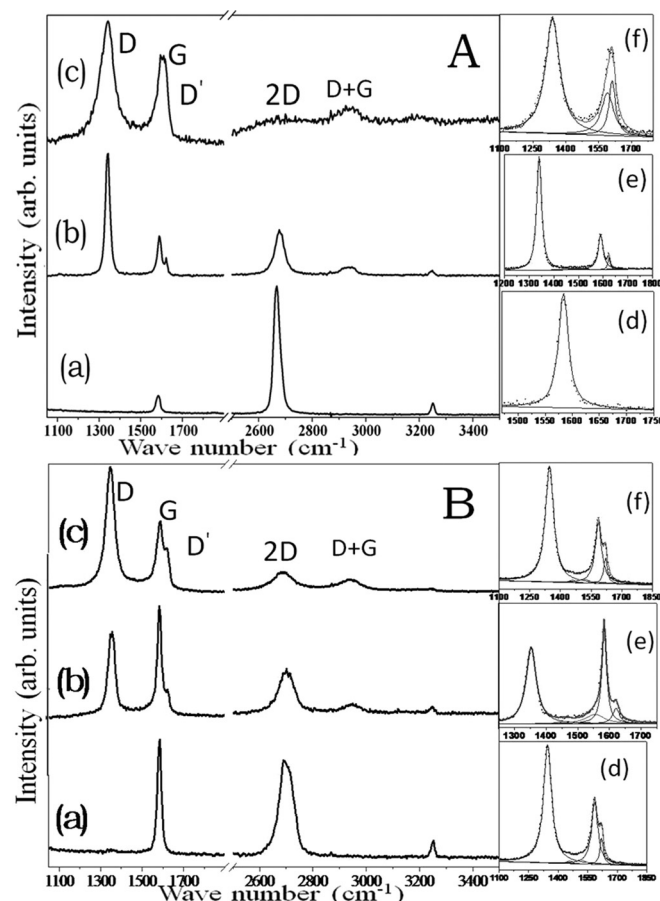 A
(c)
D
G
D'
2D
D+G
(b)
(a)
Intensity (arb. units)
1100 1300 1500 1700 2600 2800 3000 3200 3400
Wave number (cm-1)
(f)
1100 1240 1400 1550 1700
(e)
1200 1300 1400 1500 1600 1700 1800
(d)
1500 1550 1600 1650 1700 1750
B
(c)
D
G
D'
2D
D+G
(b)
(a)
Intensity (arb. units)
1100 1300 1500 1700 2600 2800 3000 3200 3400
Wave number (cm-1)
(f)
1100 1250 1400 1550 1700 1850
(e)
1300 1400 1500 1600 1700
(d)
1100 1250 1400 1550 1700 1850